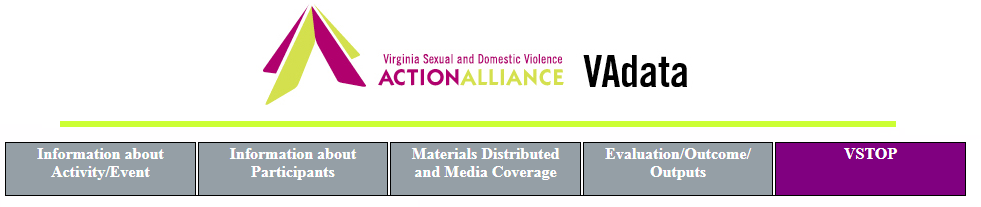 Virginia Sexual and Domestic Violence
ACTIONALLIANCE
VAdata
Information about
Activity/Event
Information about
Participants
Materials Distributed
and Media Coverage
Evaluation/Outcome/
Outputs
VSTOP